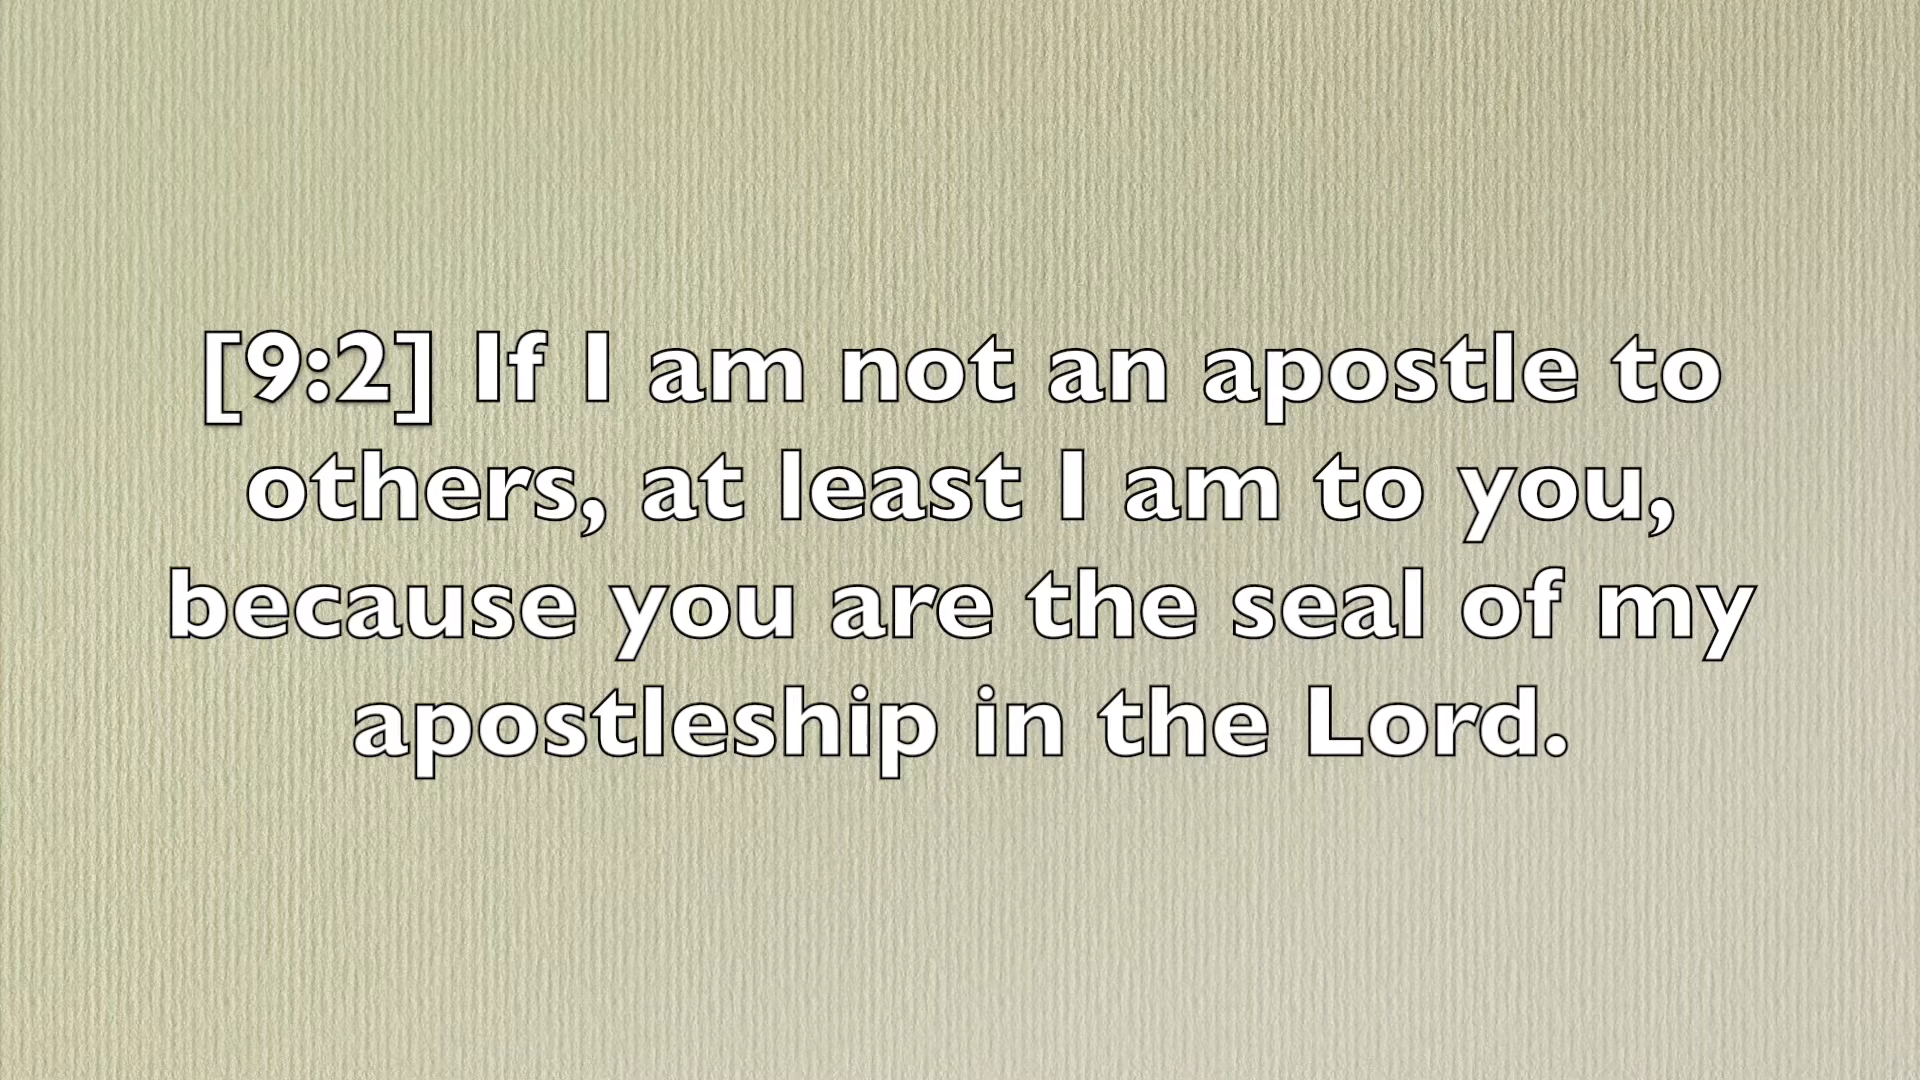 [9:2] If I am not an apostle to
others, at least I am to you,
because you are the seal of my
apostleship in the Lord.